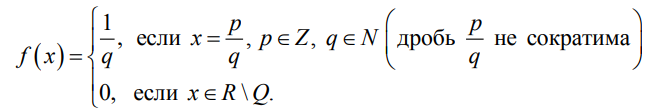 f(x) = { 1/q, если x = p/q, p ∈ Z, q ∈ N (дробь p/q не сократима)
0, если x ∈ R \ Q.